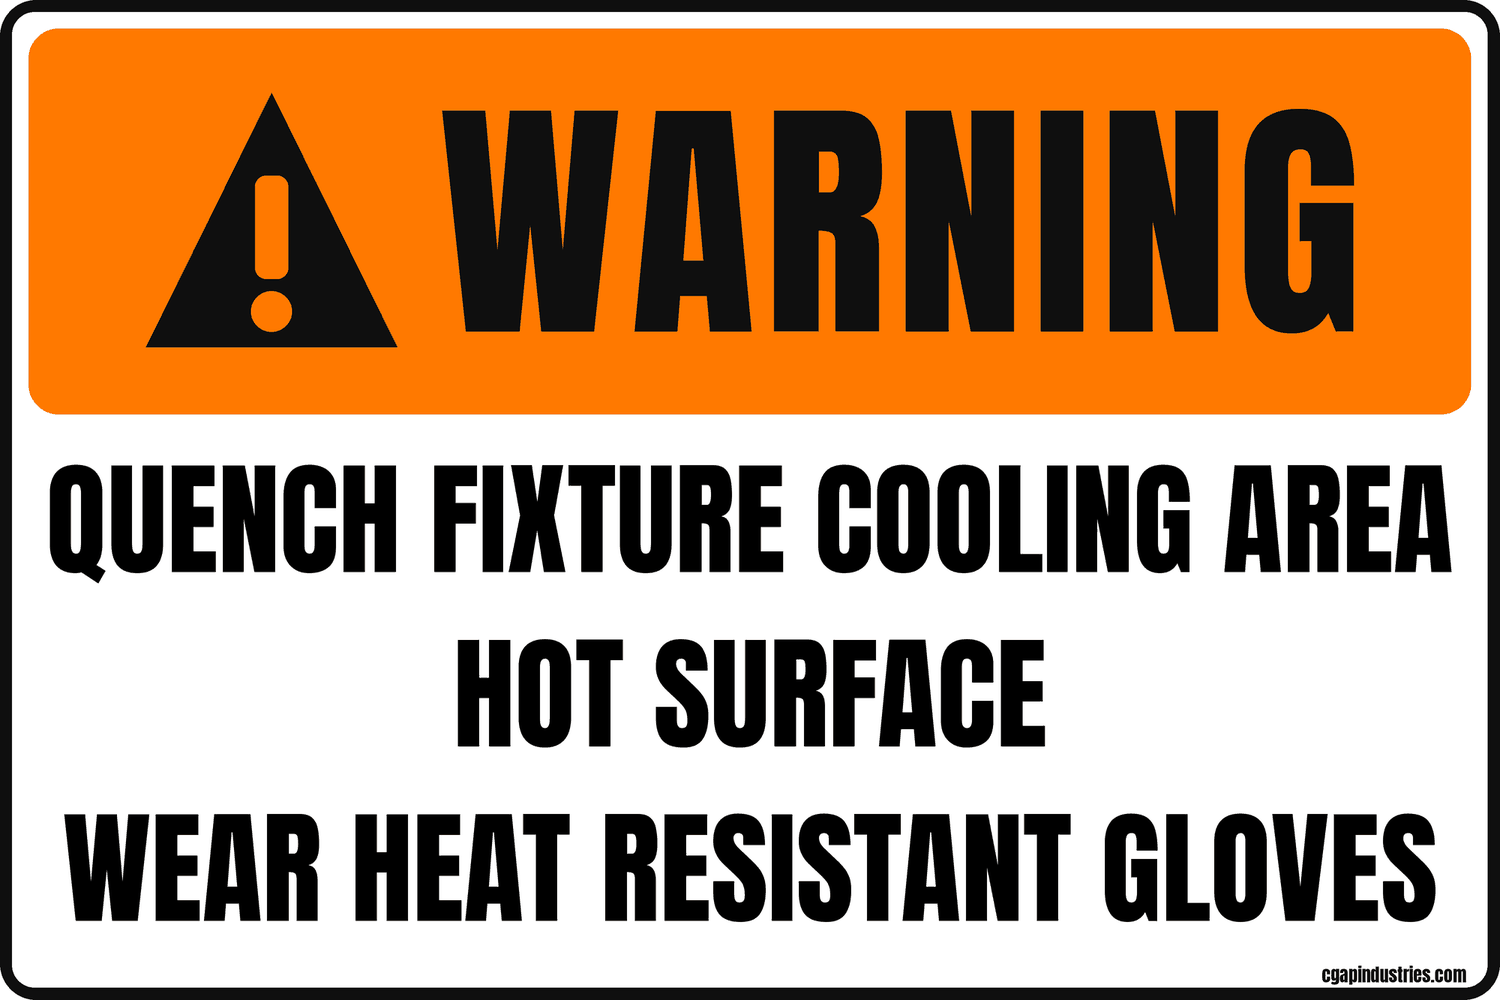 WARNING
QUENCH FIXTURE COOLING AREA
HOT SURFACE
WEAR HEAT RESISTANT GLOVES
cgapindustries.com